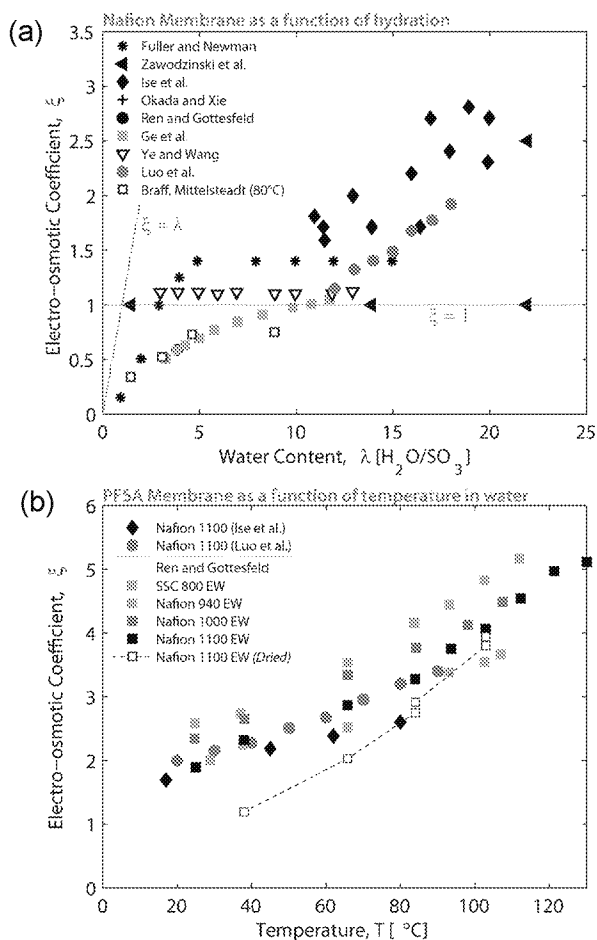 Nafion Membrane as a function of hydration
(a)
3.5
3
2.5
2
1.5
1
0.5
0
Electro-osmotic Coefficient, ξ
Fuller and Newman
Zawodzinski et al.
Ise et al.
Okada and Xie
Ren and Gottesfeld
Ge et al.
Ye and Wang
Luo et al.
Braff, Mittelsteadt (80°C)
ξ = λ
ξ = 1
0 5 10 15 20 25
Water Content, λ [H₂O/SO₃]
PFSA Membrane as a function of temperature in water
(b)
6
5
4
3
2
1
0
Electro-osmotic Coefficient, ξ
Nafion 1100 (Ise et al.)
Nafion 1100 (Luo et al.)
Ren and Gottesfeld
SSC 800 EW
Nafion 940 EW
Nafion 1000 EW
Nafion 1100 EW
Nafion 1100 EW (Dried)
0 20 40 60 80 100 120
Temperature, T [ °C]